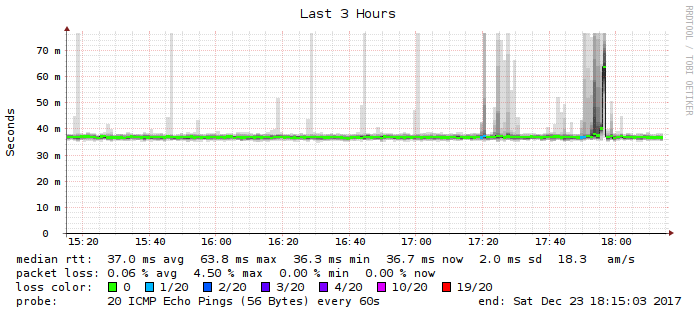 Last 3 Hours
RRDTOOL / TOBI OETIKER
Seconds
70 m
60 m
50 m
40 m
30 m
20 m
10 m
0
15:20 15:40 16:00 16:20 16:40 17:00 17:20 17:40 18:00
median rtt: 37.0 ms avg 63.8 ms max 36.3 ms min 36.7 ms now 2.0 ms sd 18.3 am/s
packet loss: 0.06 % avg 4.50 % max 0.00 % min 0.00 % now
loss color: 0 1/20 2/20 3/20 4/20 10/20 19/20
probe: 20 ICMP Echo Pings (56 Bytes) every 60s end: Sat Dec 23 18:15:03 2017